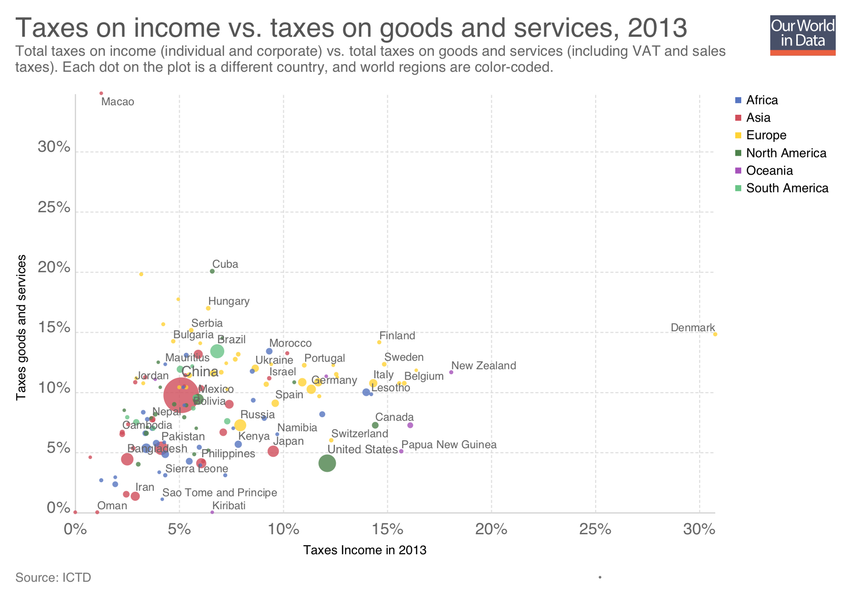 Taxes on income vs. taxes on goods and services, 2013
Total taxes on income (individual and corporate) vs. total taxes on goods and services (including VAT and sales
taxes). Each dot on the plot is a different country, and world regions are color-coded.
Our World
in Data
Macao
Africa
Asia
Europe
North America
Oceania
South America
30%
25%
20%
15%
10%
5%
0%
Taxes goods and services
Cuba
Hungary
Serbia
Bulgaria
Brazil
Morocco
Finland
Denmark
Mauritius
Ukraine
Portugal
Sweden
New Zealand
Jordan
China
Israel
Germany
Italy
Belgium
Mexico
Lesotho
Bolivia
Spain
Nepal
Russia
Canada
Cambodia
Namibia
Pakistan
Kenya
Japan
Switzerland
Bangladesh
Philippines
United States
Papua New Guinea
Sierra Leone
Iran
Sao Tome and Principe
Oman
Kiribati
0%
5%
10%
15%
20%
25%
30%
Taxes Income in 2013
Source: ICTD